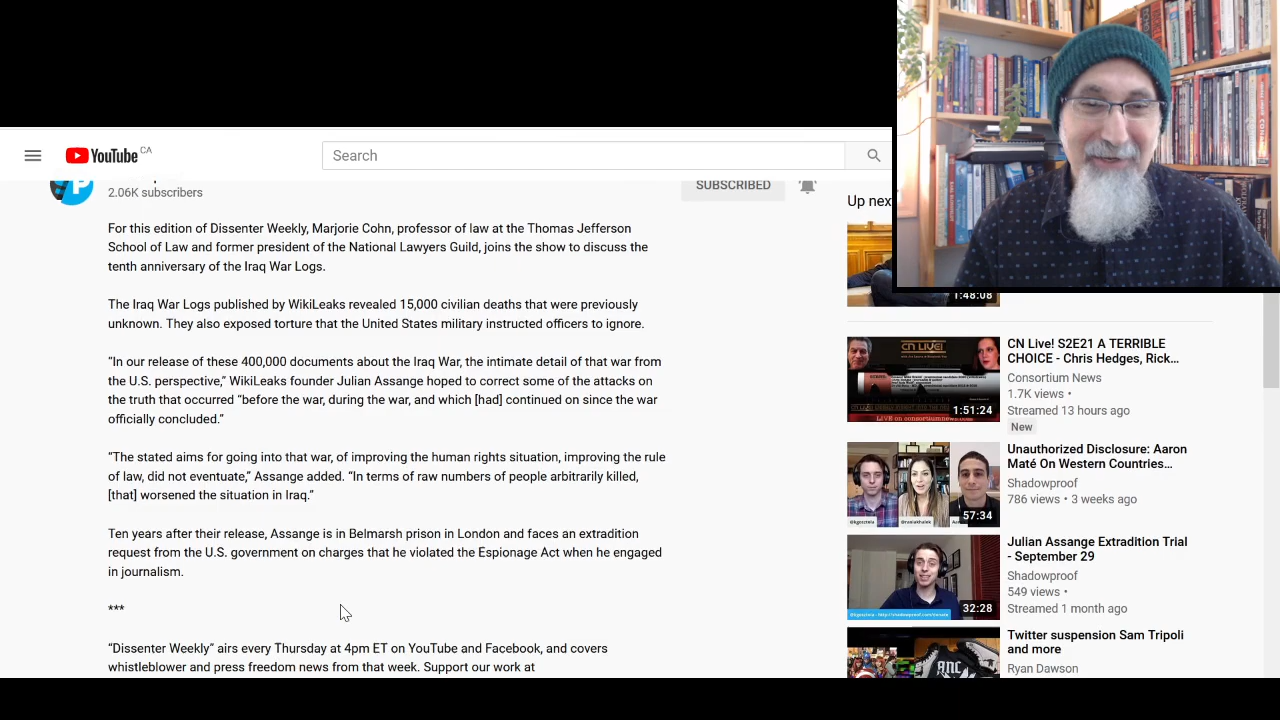 YouTube CA
Search
2.06K subscribers
SUBSCRIBED
For this edition of Dissenter Weekly, Marjorie Cohn, professor of law at the Thomas Jefferson
School of Law and former president of the National Lawyers Guild, joins the show to discuss the
tenth anniversary of the Iraq War Logs.
The Iraq War Logs published by WikiLeaks revealed 15,000 civilian deaths that were previously
unknown. They also exposed torture that the United States military instructed officers to ignore.
“In our release of these 400,000 documents about the Iraq War, the intimate detail of that war from
the U.S. perspective,” WikiLeaks founder Julian Assange hoped to correct some of the attacks on
the truth that occurred “before the war, during the war, and which [had] continued on since the war
officially concluded.”
“The stated aims for going into that war, of improving the human rights situation, improving the rule
of law, did not eventuate,” Assange added. “In terms of raw numbers of people arbitrarily killed,
[that] worsened the situation in Iraq.”
Ten years after their release, Assange is in Belmarsh prison in London and faces an extradition
request from the U.S. government on charges that he violated the Espionage Act when he engaged
in journalism.
***
“Dissenter Weekly” airs every Thursday at 4pm ET on YouTube and Facebook, and covers
whistleblower and press freedom news from that week. Support our work at
Up nex
1:48:08
CN LIVE!
1:51:24
CN Live! S2E21 A TERRIBLE
CHOICE - Chris Hedges, Rick...
Consortium News
1.7K views •
Streamed 13 hours ago
New
57:34
Unauthorized Disclosure: Aaron
Maté On Western Countries...
Shadowproof
786 views • 3 weeks ago
32:28
Julian Assange Extradition Trial
- September 29
Shadowproof
549 views •
Streamed 1 month ago
Twitter suspension Sam Tripoli
and more
Ryan Dawson